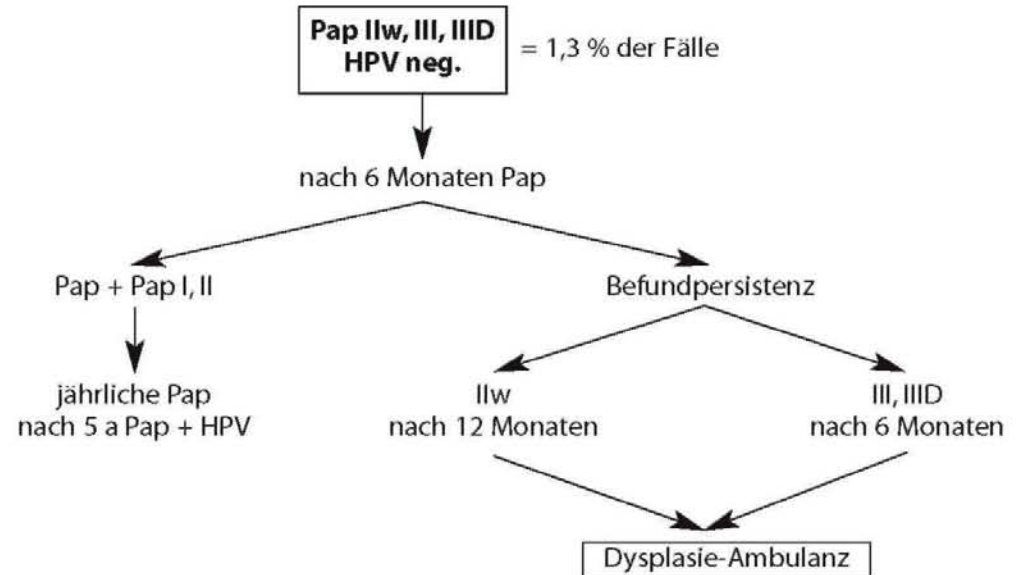 Pap IIw, III, IIID
HPV neg.
= 1,3 % der Fälle
nach 6 Monaten Pap
Pap + Pap I, II
Befundpersistenz
jährliche Pap
nach 5 a Pap + HPV
IIw
nach 12 Monaten
III, IIID
nach 6 Monaten
Dysplasie-Ambulanz